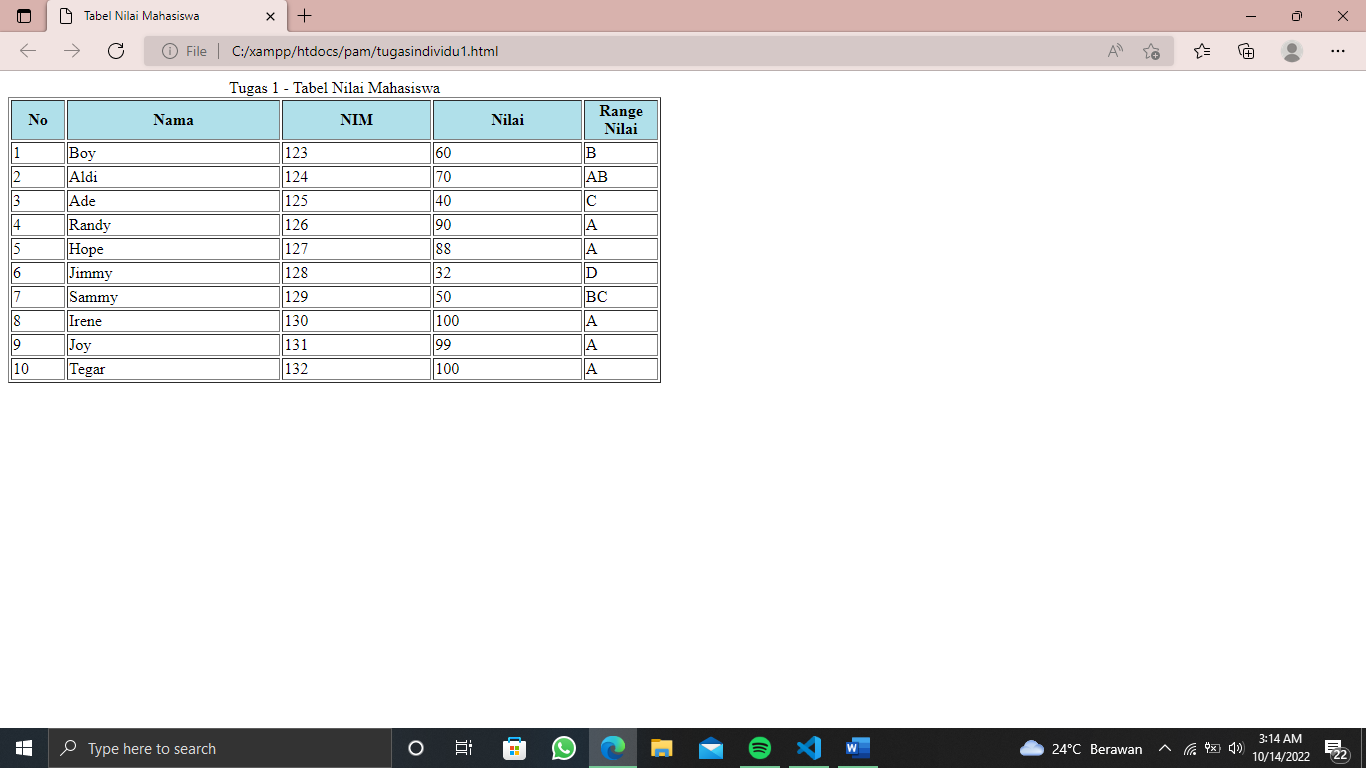 Tabel Nilai Mahasiswa
File C:/xampp/htdocs/pam/tugasindividu1.html
Tugas 1 - Tabel Nilai Mahasiswa
No Nama NIM Nilai Range Nilai
1 Boy 123 60 B
2 Aldi 124 70 AB
3 Ade 125 40 C
4 Randy 126 90 A
5 Hope 127 88 A
6 Jimmy 128 32 D
7 Sammy 129 50 BC
8 Irene 130 100 A
9 Joy 131 99 A
10 Tegar 132 100 A
Type here to search
24°C Berawan
3:14 AM
10/14/2022
22